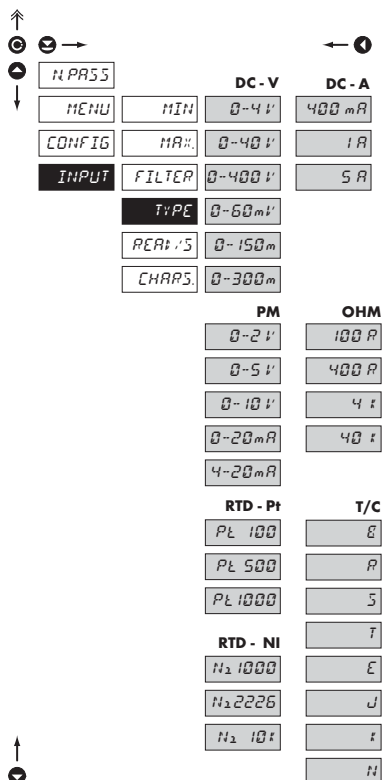 N.PASS
DC - V DC - A
MENU MIN 0-4 V 400 mA
CONFIG MAX. 0-40 V 1 A
INPUT FILTER 0-400 V 5 A
TYPE 0-60mV
READ/S 0-150m
CHARS. 0-300m
PM OHM
0-2 V 100 R
0-5 V 400 R
0-10 V 4 K
0-20mA 40 K
4-20mA
RTD - Pt T/C
Pt 100
Pt 500 R
Pt 1000 S
RTD - NI T
Ni 1000 E
Ni 2226 J
Ni 10K K
N